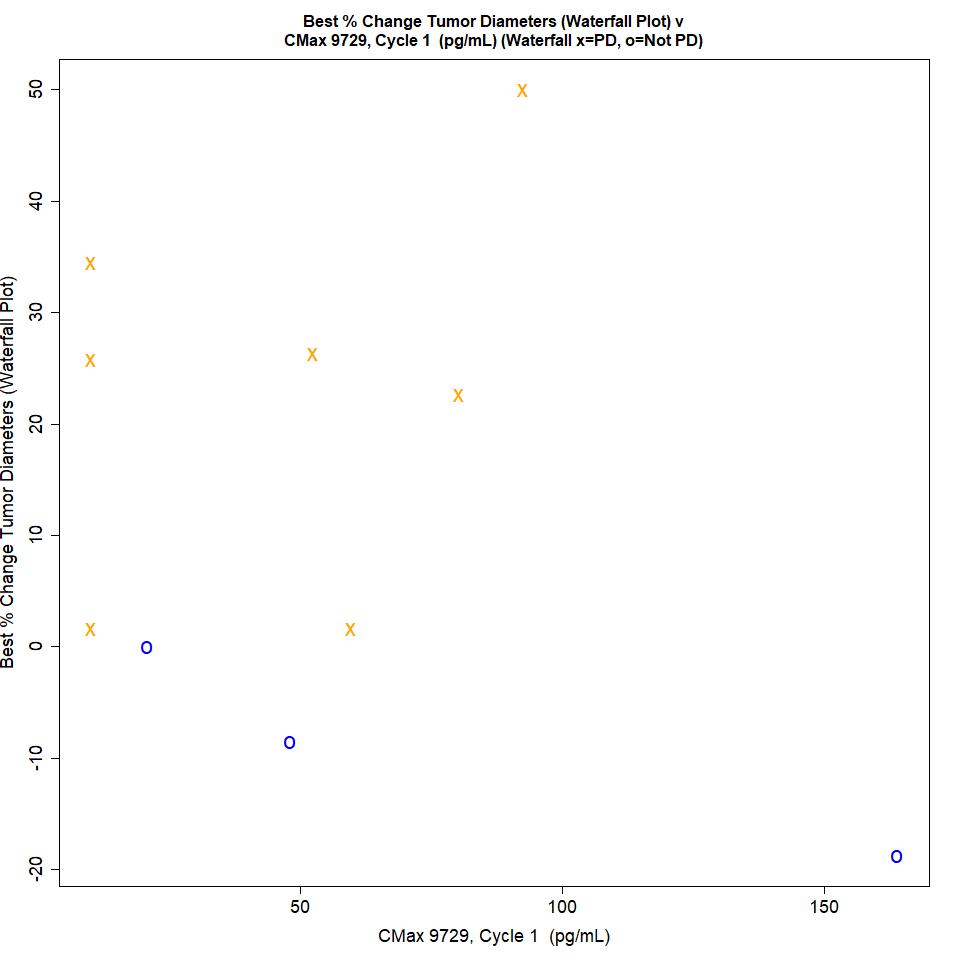 Best % Change Tumor Diameters (Waterfall Plot) v
CMax 9729, Cycle 1 (pg/mL) (Waterfall x=PD, o=Not PD)
Best % Change Tumor Diameters (Waterfall Plot)
50
40
30
20
10
0
-10
-20
X
X
X
X
X
X
X
O
O
O
50
100
150
CMax 9729, Cycle 1 (pg/mL)